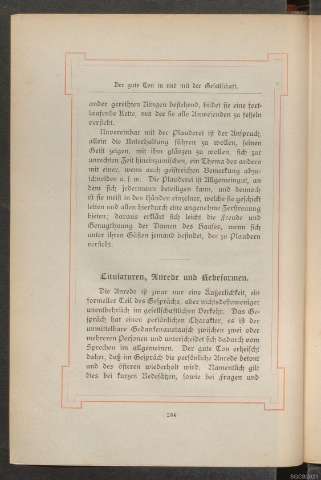 Der gute Ton in und mit der Gesellschaft.
ander gereihten Ringen bestehend, bildet sie eine fort-
laufende Kette, mit der sie alle Anwesenden zu fesseln
versteht.
Unvereinbar mit der Plauderei ist der Anspruch,
allein die Unterhaltung führen zu wollen, seinen
Geist zeigen, mit ihm glänzen zu wollen, sich zur
unrechten Zeit hineinzumischen, ein Thema des andern
mit einer, wenn auch geistreichen Bemerkung abzu-
schneiden u. s. w. Die Plauderei ist Allgemeingut, an
dem sich jedermann beteiligen kann, und dennoch
ist sie meist in den Händen einzelner, welche sie geschickt
leiten und allen hierdurch eine angenehme Zerstreuung
bieten; daraus erklärt sich leicht die Freude und
Genugthuung der Damen des Hauses, wenn sich
unter ihren Gästen jemand befindet, der zu plaudern
versteht.
Titulaturen, Anrede und Redeformen.
Die Anrede ist zwar nur eine Äußerlichkeit, ein
formeller Teil des Gesprächs, aber nichtsdestoweniger
unentbehrlich im gesellschaftlichen Verkehr. Das Ge-
spräch hat einen persönlichen Charakter, es ist der
unmittelbare Gedankenaustausch zwischen zwei oder
mehreren Personen und unterscheidet sich dadurch vom
Sprechen im allgemeinen. Der gute Ton erheischt
daher, daß im Gespräch die persönliche Anrede betont
und des öfteren wiederholt wird. Namentlich gilt
dies bei kurzen Redesätzen, sowie bei Fragen und